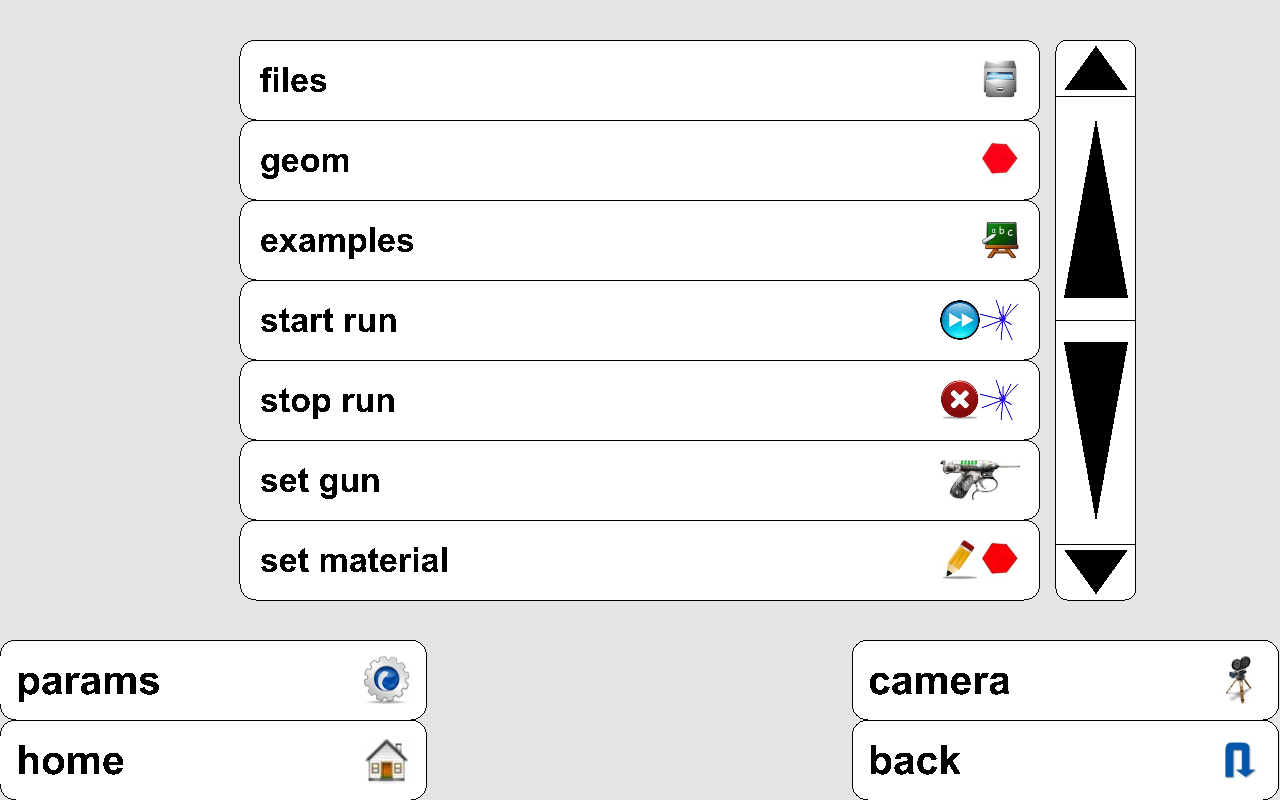 files
geom
examples
start run
stop run
set gun
set material
params
camera
home
back